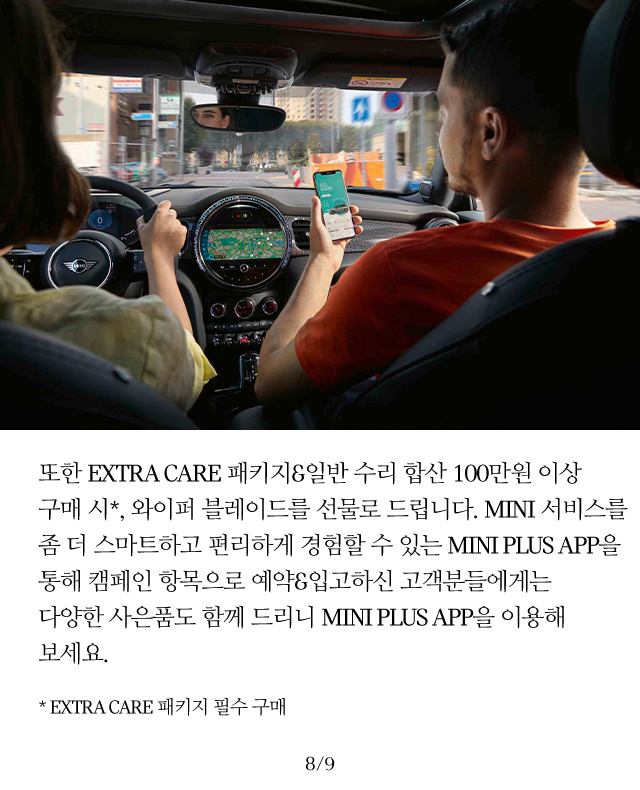 MINI
0
또한 EXTRA CARE 패키지&일반 수리 합산 100만원 이상
구매 시*, 와이퍼 블레이드를 선물로 드립니다. MINI 서비스를
좀 더 스마트하고 편리하게 경험할 수 있는 MINI PLUS APP을
통해 캠페인 항목으로 예약&입고하신 고객분들에게는
다양한 사은품도 함께 드리니 MINI PLUS APP을 이용해
보세요.
* EXTRA CARE 패키지 필수 구매
8/9